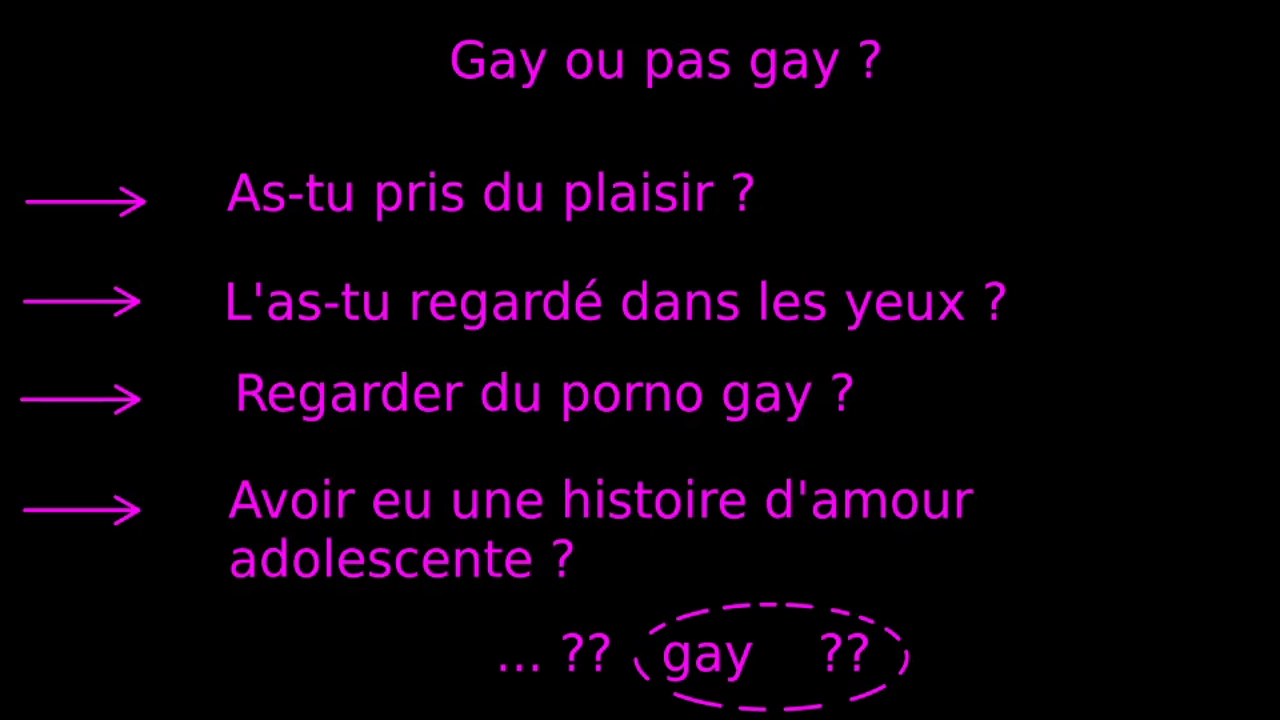 Gay ou pas gay ?
As-tu pris du plaisir ?
L'as-tu regardé dans les yeux ?
Regarder du porno gay ?
Avoir eu une histoire d'amour
adolescente ?
... ?? gay ??